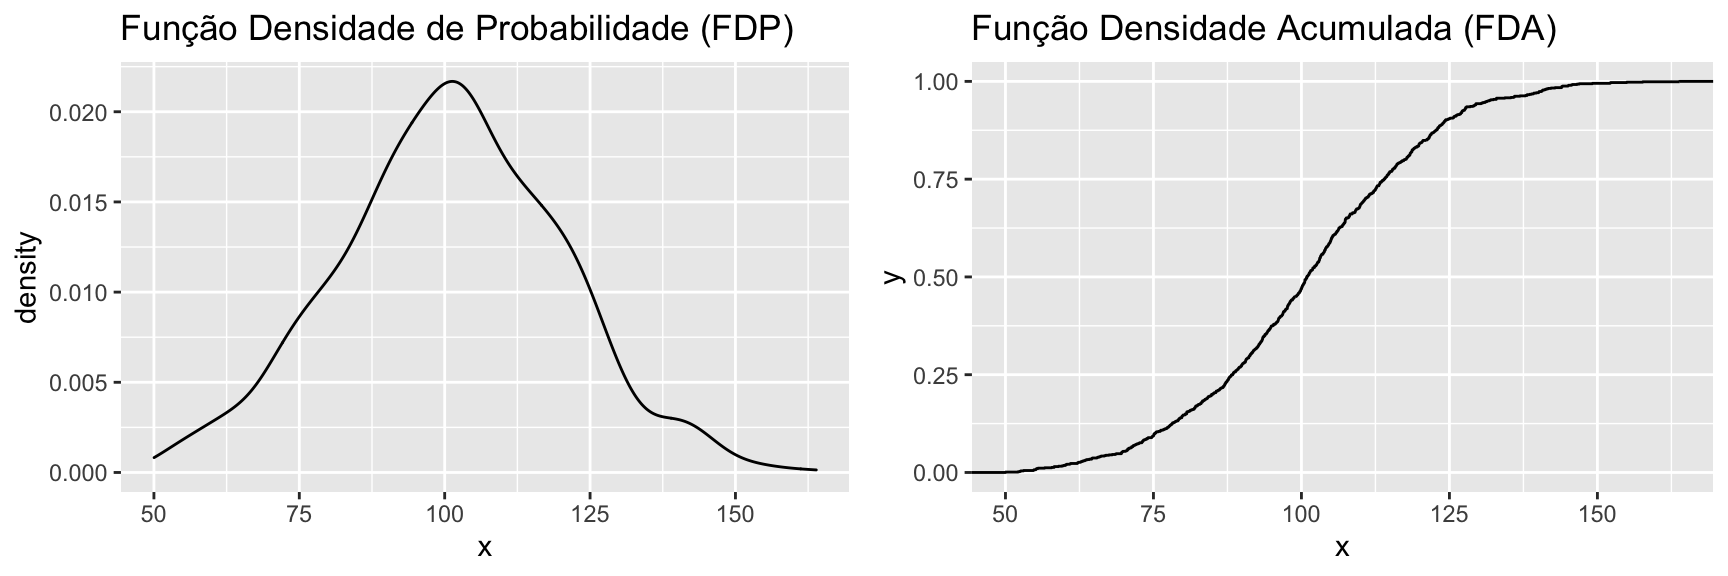 Função Densidade de Probabilidade (FDP)
0.020
0.015
0.010
0.005
0.000
density
50 75 100 125 150
x
Função Densidade Acumulada (FDA)
1.00
0.75
0.50
0.25
0.00
y
50 75 100 125 150
x